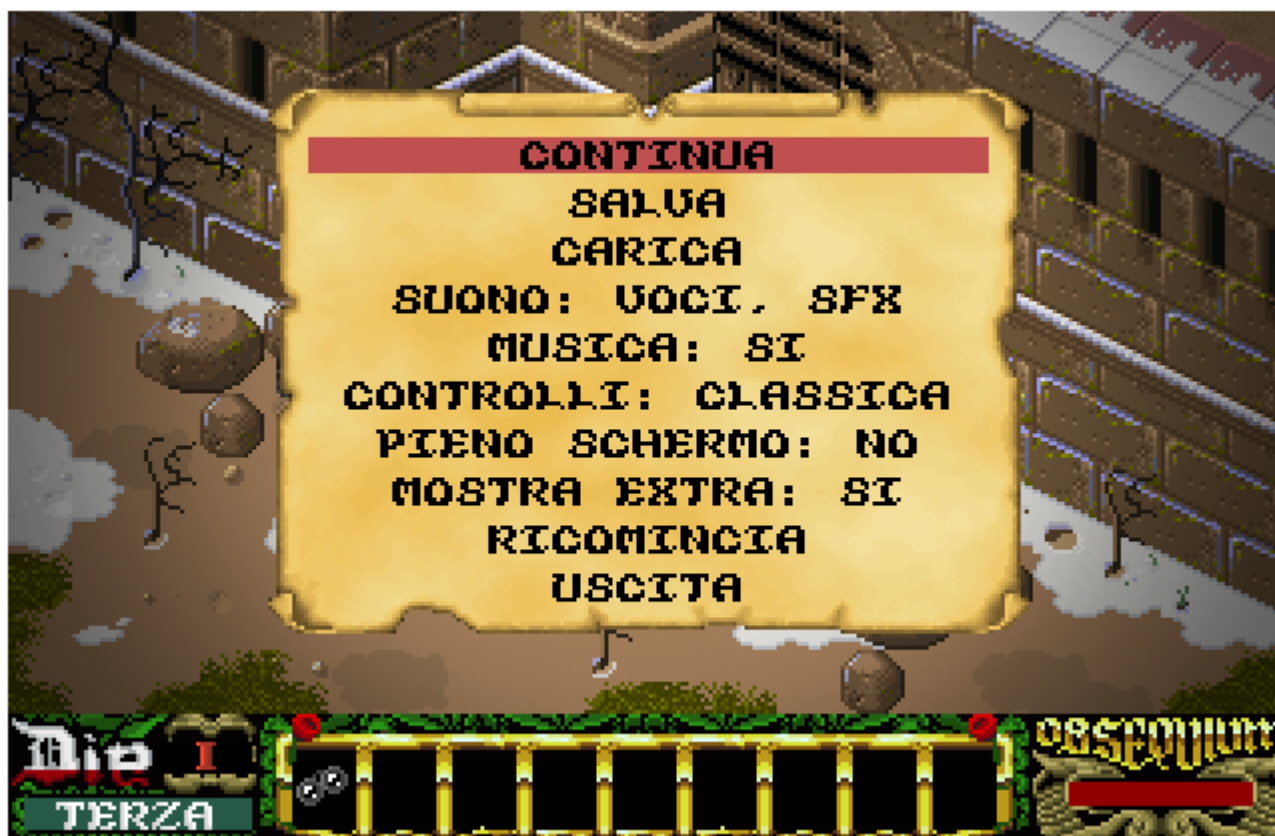 CONTINUA
SALVA
CARICA
SUONO: VOCI, SFX
MUSICA: SI
CONTROLLI: CLASSICA
PIENO SCHERMO: NO
MOSTRA EXTRA: SI
RICOMINCIA
USCITA
Die I
TERZA
OBSEQUIUM